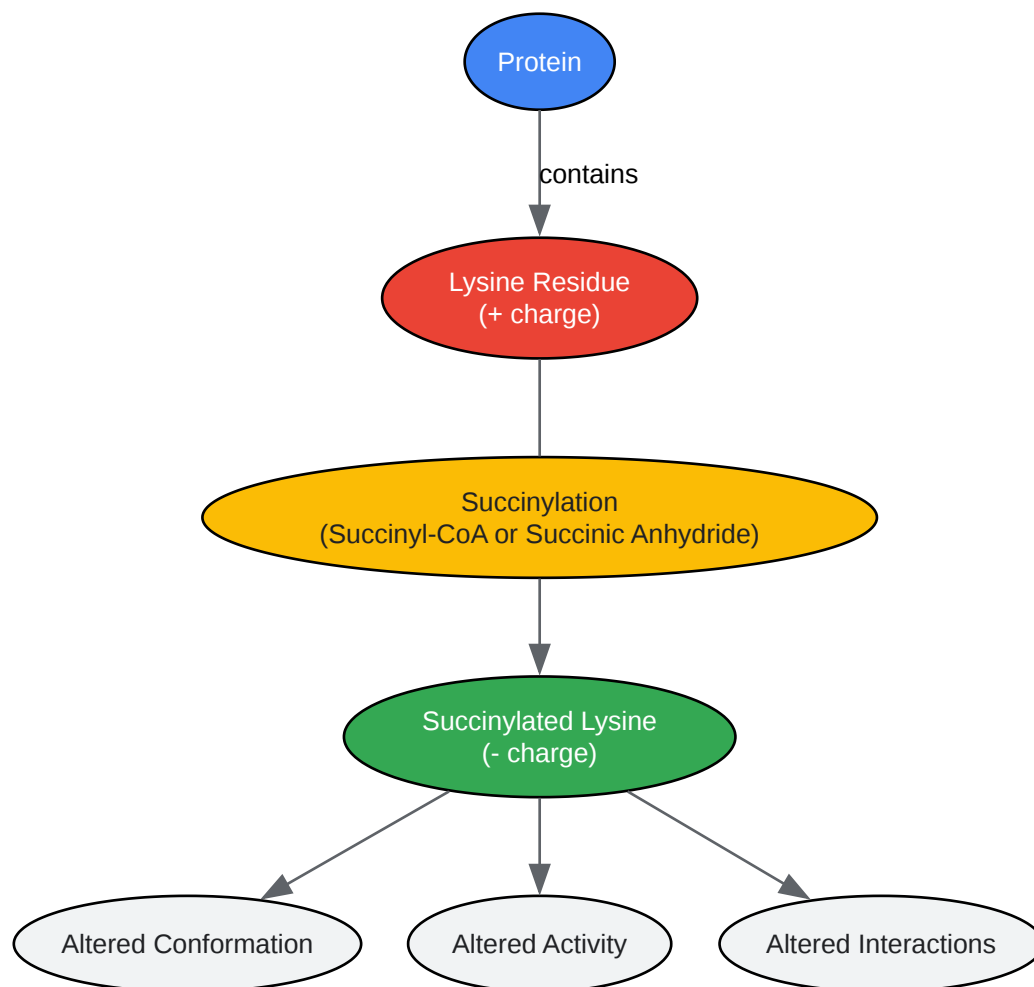 Protein
contains
Lysine Residue
(+ charge)
Succinylation
(Succinyl-CoA or Succinic Anhydride)
Succinylated Lysine
(- charge)
Altered Conformation
Altered Activity
Altered Interactions